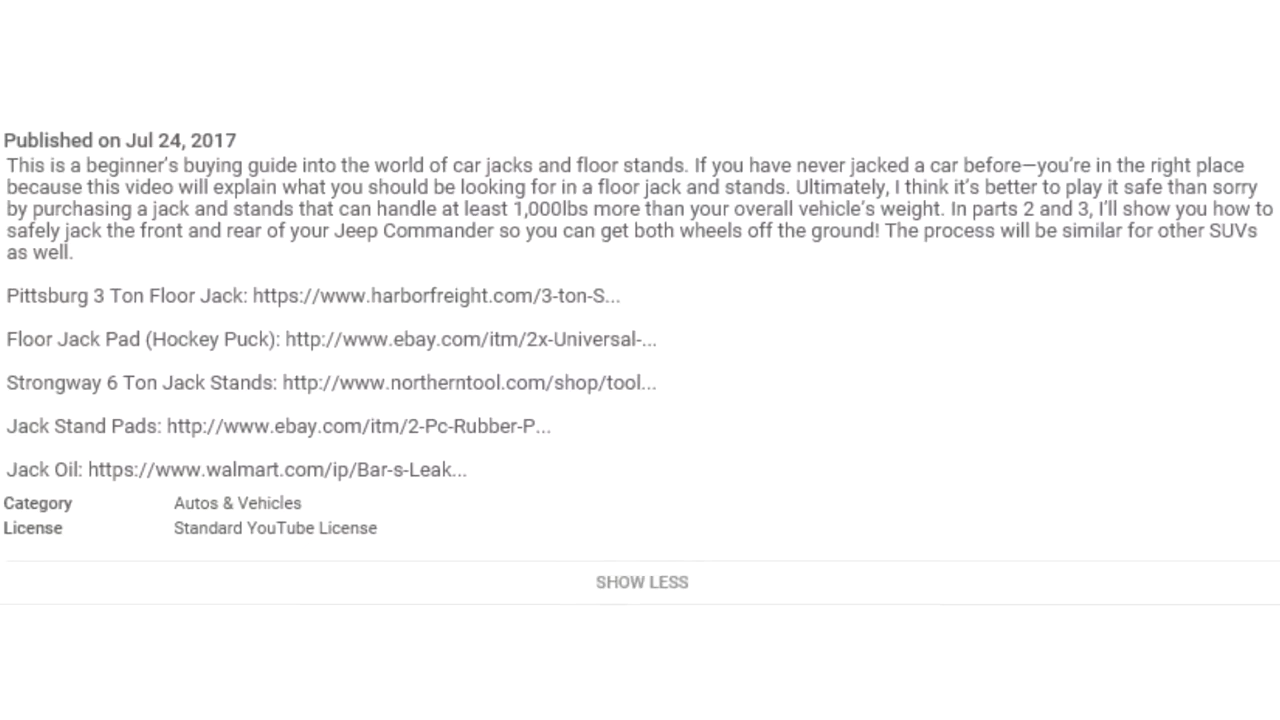 Published on Jul 24, 2017
This is a beginner's buying guide into the world of car jacks and floor stands. If you have never jacked a car before—you're in the right place
because this video will explain what you should be looking for in a floor jack and stands. Ultimately, I think it's better to play it safe than sorry
by purchasing a jack and stands that can handle at least 1,000lbs more than your overall vehicle's weight. In parts 2 and 3, I'll show you how to
safely jack the front and rear of your Jeep Commander so you can get both wheels off the ground! The process will be similar for other SUVs
as well.
Pittsburg 3 Ton Floor Jack: https://www.harborfreight.com/3-ton-S...
Floor Jack Pad (Hockey Puck): http://www.ebay.com/itm/2x-Universal-...
Strongway 6 Ton Jack Stands: http://www.northerntool.com/shop/tool...
Jack Stand Pads: http://www.ebay.com/itm/2-Pc-Rubber-P...
Jack Oil: https://www.walmart.com/ip/Bar-s-Leak...
Category Autos & Vehicles
License Standard YouTube License
SHOW LESS